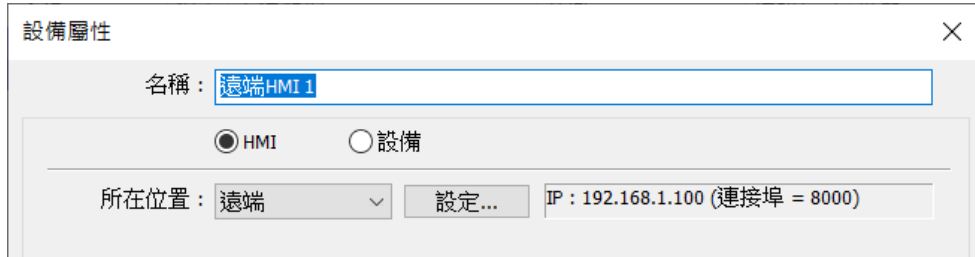 設備屬性
名稱：遠端HMI 1
HMI 設備
所在位置：遠端 設定... IP：192.168.1.100 (連接埠 = 8000)